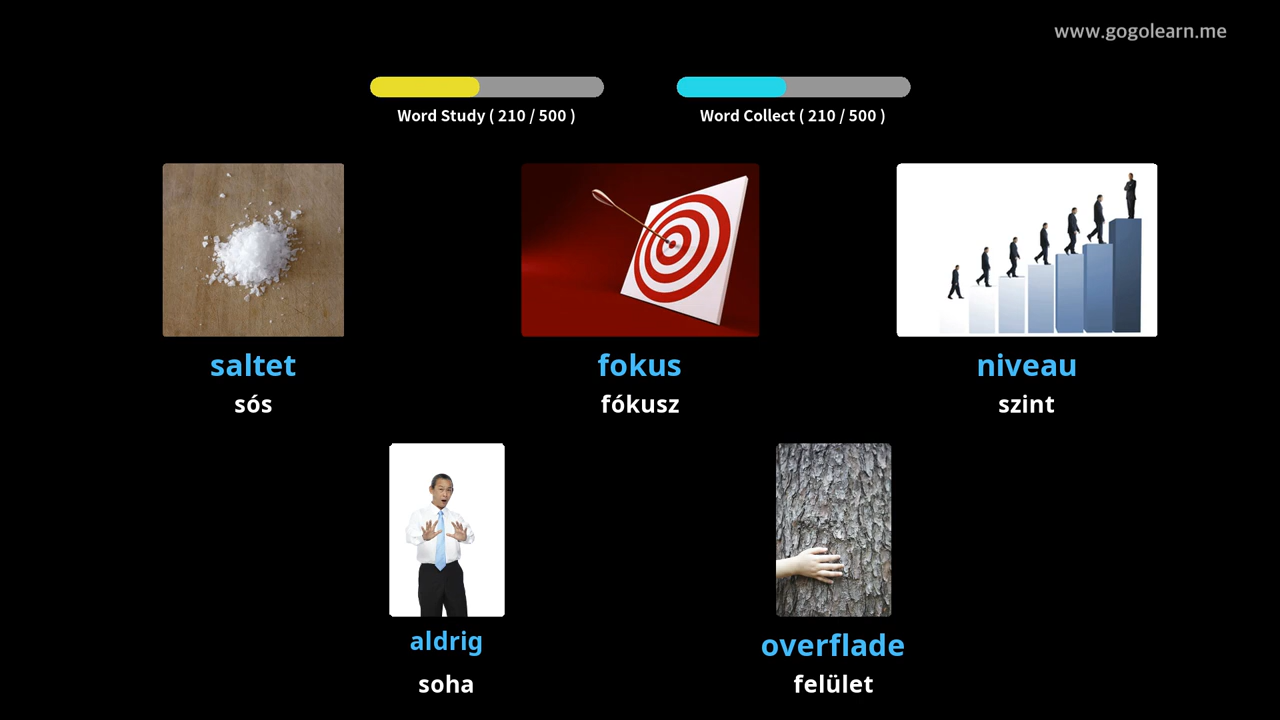 www.gogolearn.me
Word Study ( 210 / 500 )
Word Collect ( 210 / 500 )
saltet
sós
fokus
fókusz
niveau
szint
aldrig
soha
overflade
felület